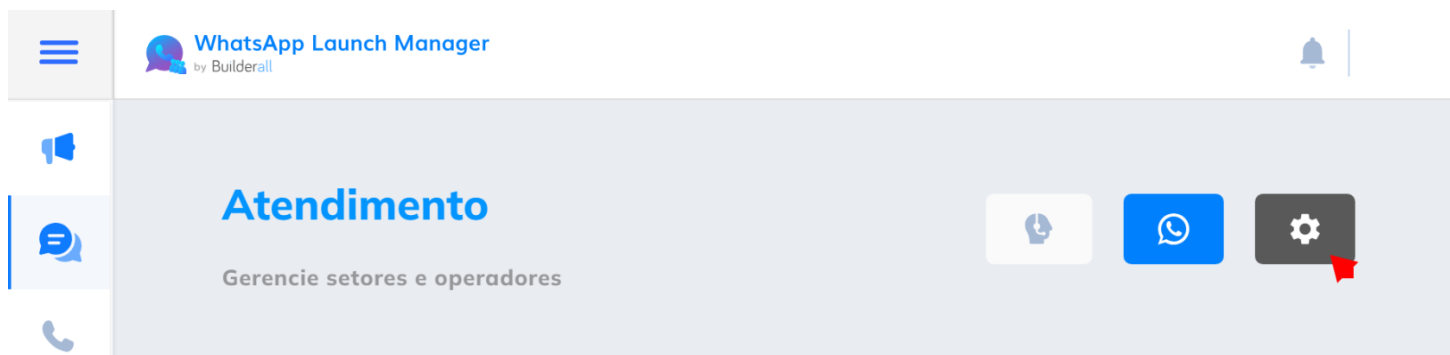 WhatsApp Launch Manager
by Builderall
Atendimento
Gerencie setores e operadores